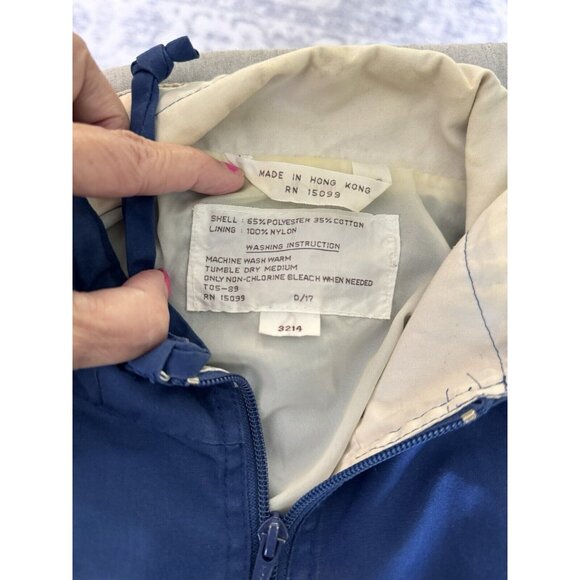 MADE IN HONG KONG
RN 15099
SHELL : 65% POLYESTER 35% COTTON
LINING : 100% NYLON
WASHING INSTRUCTION
MACHINE WASH WARM
TUMBLE DRY MEDIUM
ONLY NON-CHLORINE BLEACH WHEN NEEDED
TOS-89
RN 15099 D/17
3214